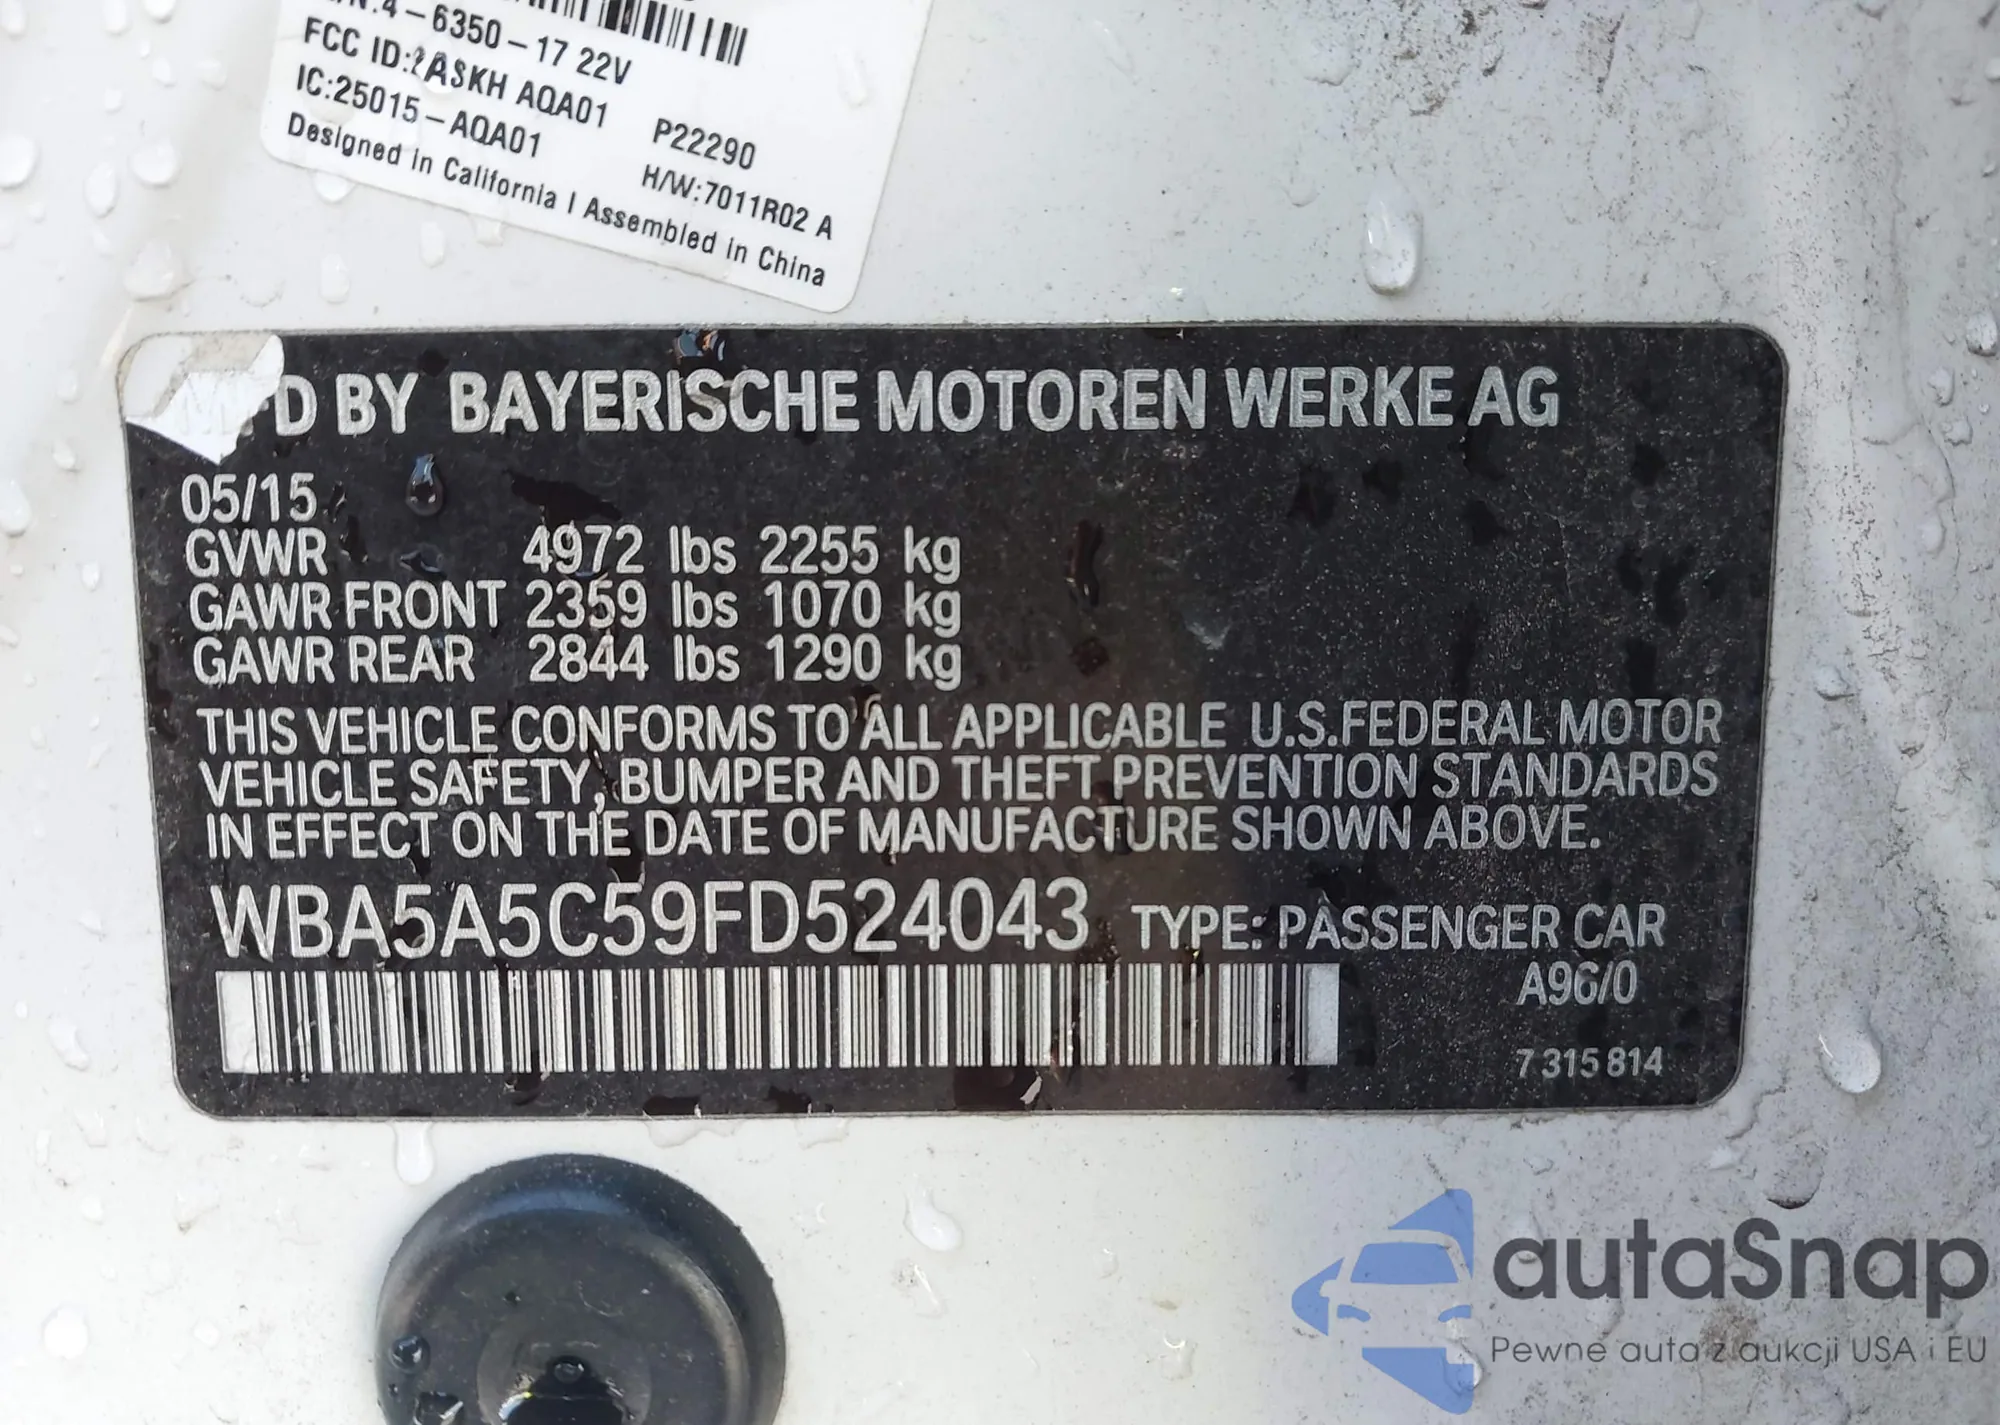 4-6350-17 22V
FCC ID:2ASKH AQA01
IC:25015-AQA01
P22290
H/W:7011R02 A
Designed in California | Assembled in China
MFD BY BAYERISCHE MOTOREN WERKE AG
05/15
GVWR 4972 lbs 2255 kg
GAWR FRONT 2359 lbs 1070 kg
GAWR REAR 2844 lbs 1290 kg
THIS VEHICLE CONFORMS TO ALL APPLICABLE U.S.FEDERAL MOTOR
VEHICLE SAFETY, BUMPER AND THEFT PREVENTION STANDARDS
IN EFFECT ON THE DATE OF MANUFACTURE SHOWN ABOVE.
WBA5A5C59FD524043 TYPE: PASSENGER CAR
A96/0
7315814
autaSnap
Pewne auta z aukcji USA i EU